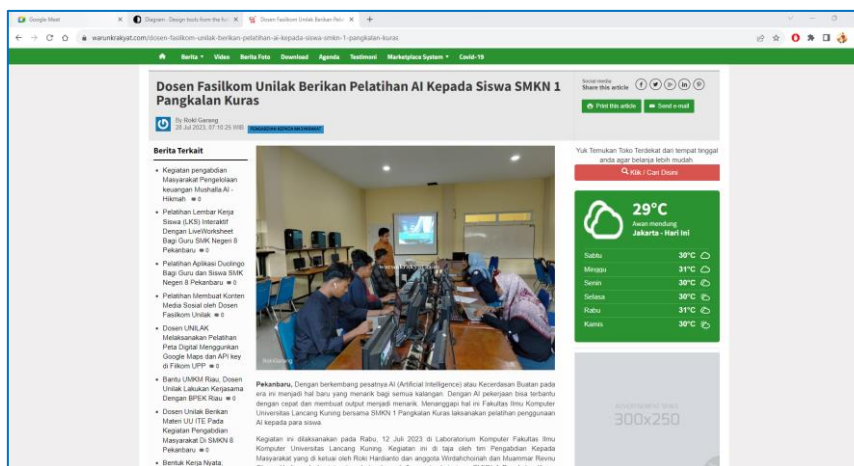 Google Meet
Diagram : Design tools from the fut
Dosen Fasilkom Unilak Berikan Pela
warunkrakyat.com/dosen-fasilkom-unilak-berikan-pelatihan-ai-kepada-siswa-smkn-1-pangkalan-kuras
Berita Video Berita Foto Download Agenda Testimoni Marketplace System Covid-19
Dosen Fasilkom Unilak Berikan Pelatihan AI Kepada Siswa SMKN 1
Pangkalan Kuras
By Roki Garang
28 Jul 2023, 07:10:26 WIB
PENGABDIAN KEPADA MASYARAKAT
Social media
Share this article
Print this article
Send e-mail
Berita Terkait
Kegiatan pengabdian
Masyarakat Pengelolaan
keuangan Mushalla Al -
Hikmah 0
Pelatihan Lembar Kerja
Siswa (LKS) Interaktif
Dengan LiveWorksheet
Bagi Guru SMK Negeri 8
Pekanbaru 0
Pelatihan Aplikasi Duolingo
Bagi Guru dan Siswa SMK
Negeri 8 Pekanbaru 0
Pelatihan Membuat Konten
Media Sosial oleh Dosen
Fasilkom Unilak 0
Dosen UNILAK
Melaksanakan Pelatihan
Peta Digital Menggunkan
Google Maps dan API key
di Filkom UPP 0
Bantu UMKM Riau, Dosen
Unilak Lakukan Kerjasama
Dengan BPEK Riau 0
Dosen Unilak Berikan
Materi UU ITE Pada
Kegiatan Pengabdian
Masyarakat Di SMKN 8
Pekanbaru 0
Bentuk Kerja Nyata,
Roki Garang
Pekanbaru, Dengan berkembang pesatnya AI (Artificial Intelligence) atau Kecerdasan Buatan pada
era ini menjadi hal baru yang menarik bagi semua kalangan. Dengan AI pekerjaan bisa terbantu
dengan cepat dan membuat output menjadi menarik. Menanggapi hal ini Fakultas Ilmu Komputer
Universitas Lancang Kuning bersama SMKN 1 Pangkalan Kuras laksanakan pelatihan penggunaan
AI kepada para siswa.
Kegiatan ini dilaksanakan pada Rabu, 12 Juli 2023 di Laboratorium Komputer Fakultas Ilmu
Komputer Universitas Lancang Kuning. Kegiatan ini di taja oleh tim Pengabdian Kepada
Masyarakat yang di ketuai oleh Roki Hardianto dan anggota Wirdahchoiriah dan Muammar Revnu
Yuk Temukan Toko Terdekat dari tempat tinggal
anda agar belanja lebih mudah
Klik / Cari Disini
29°C
Awan mendung
Jakarta - Hari Ini
Sabtu 30°C
Minggu 31°C
Senin 30°C
Selasa 30°C
Rabu 31°C
Kamis 30°C
300x250